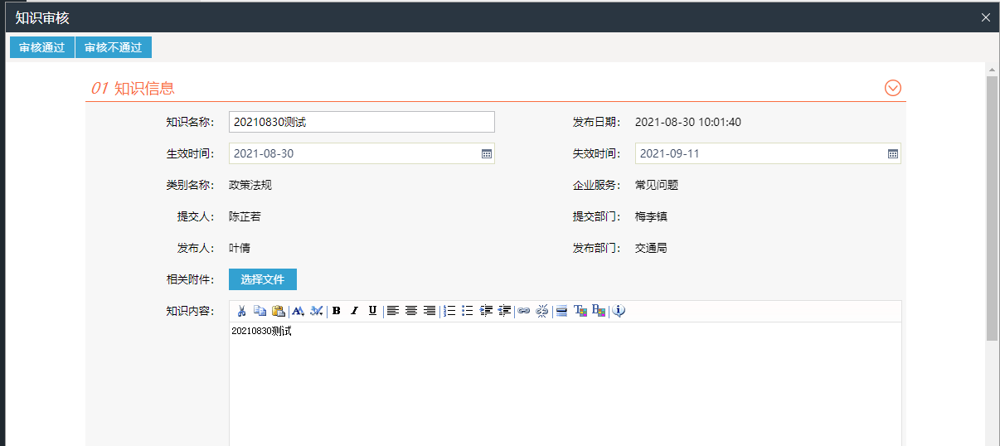 知识审核
审核通过 审核不通过
01 知识信息
知识名称： 20210830测试 发布日期： 2021-08-30 10:01:40
生效时间： 2021-08-30 失效时间： 2021-09-11
类别名称： 政策法规 企业服务： 常见问题
提交人： 陈芷若 提交部门： 梅李镇
发布人： 叶倩 发布部门： 交通局
相关附件： 选择文件
知识内容：
20210830测试